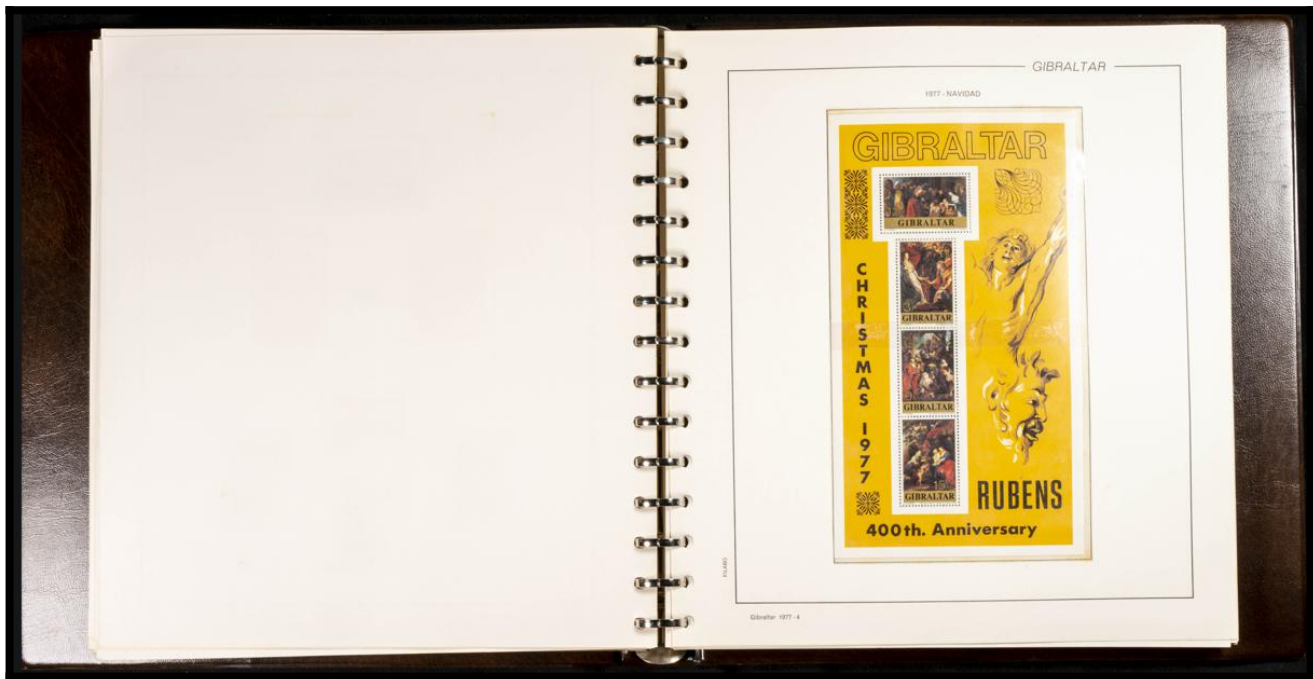 GIBRALTAR
1977 - NAVIDAD
GIBRALTAR
GIBRALTAR
GIBRALTAR
GIBRALTAR
GIBRALTAR
CHRISTMAS 1977
RUBENS
400th. Anniversary
FILABO
Gibraltar 1977 - 4